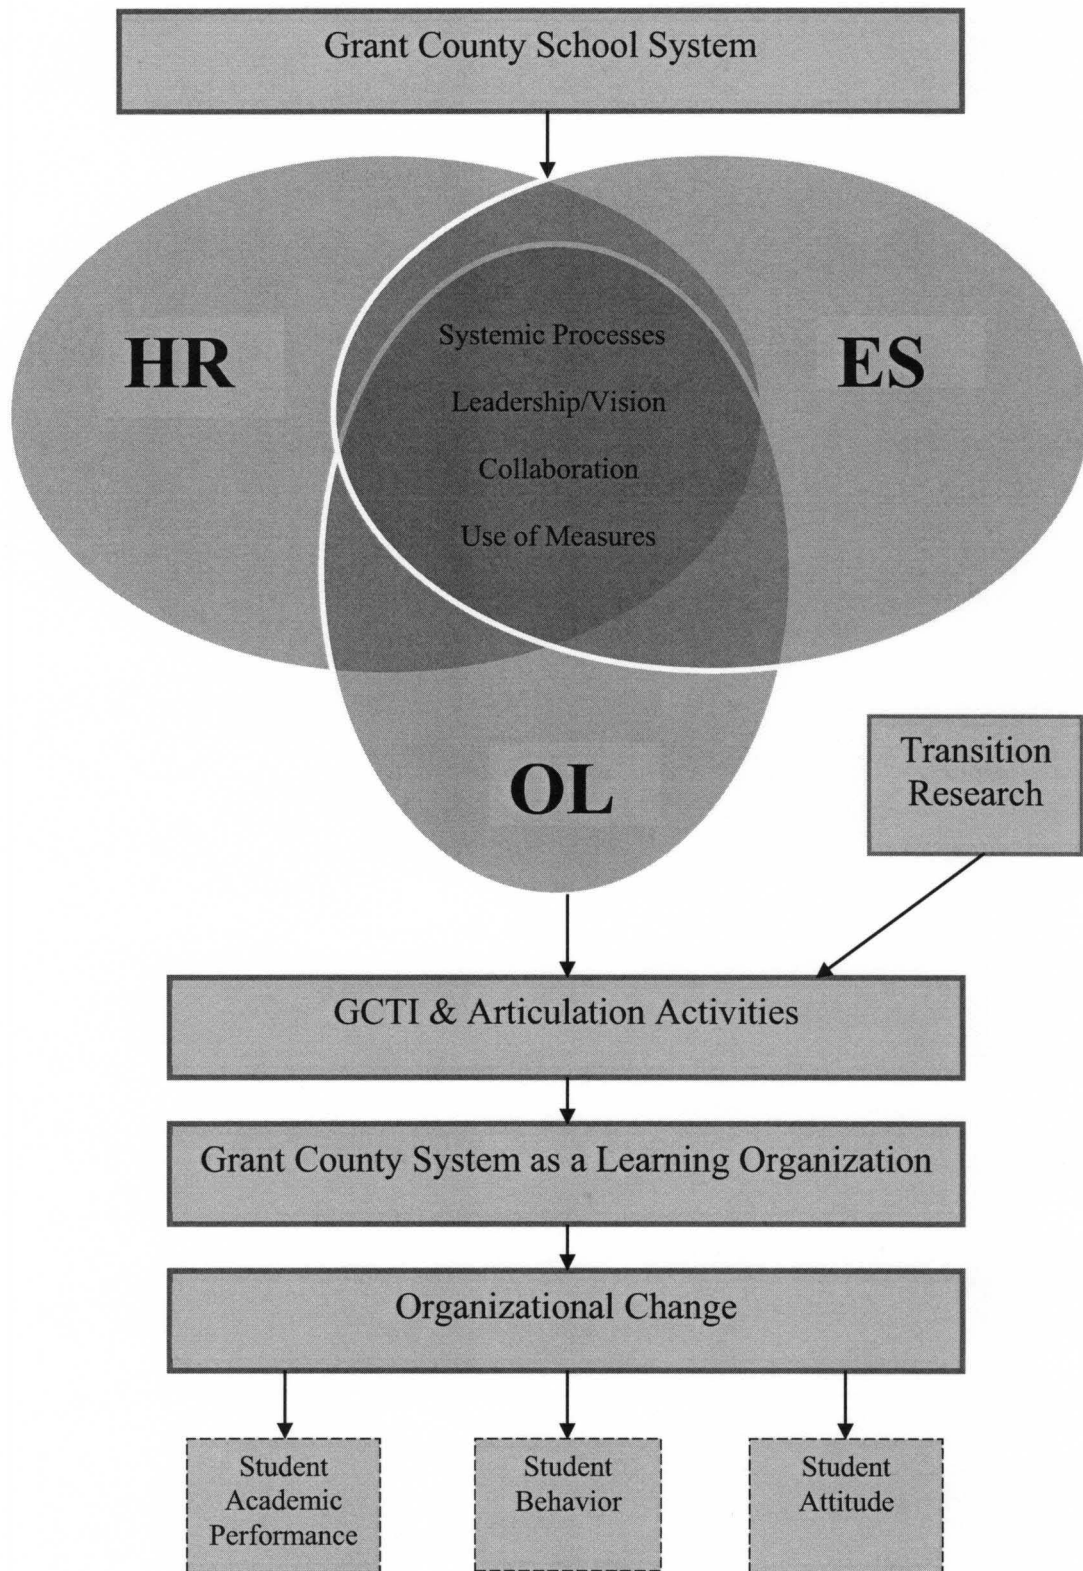 Grant County School System
HR
ES
Systemic Processes
Leadership/Vision
Collaboration
Use of Measures
OL
Transition
Research
GCTI & Articulation Activities
Grant County System as a Learning Organization
Organizational Change
Student
Academic
Performance
Student
Behavior
Student
Attitude